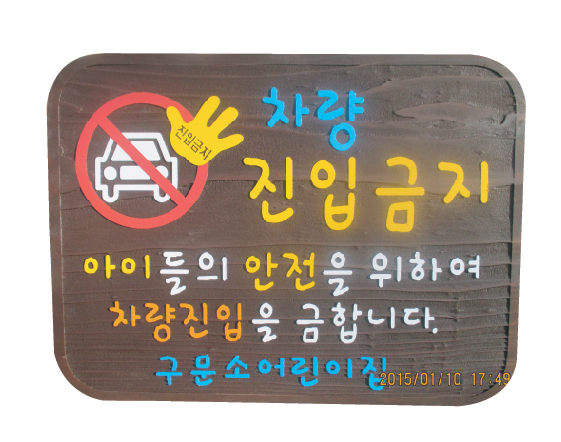 차량
진입금지
진입금지
아이들의 안전을 위하여
차량진입을 금합니다.
구문소어린이집
2015/01/10 17:49